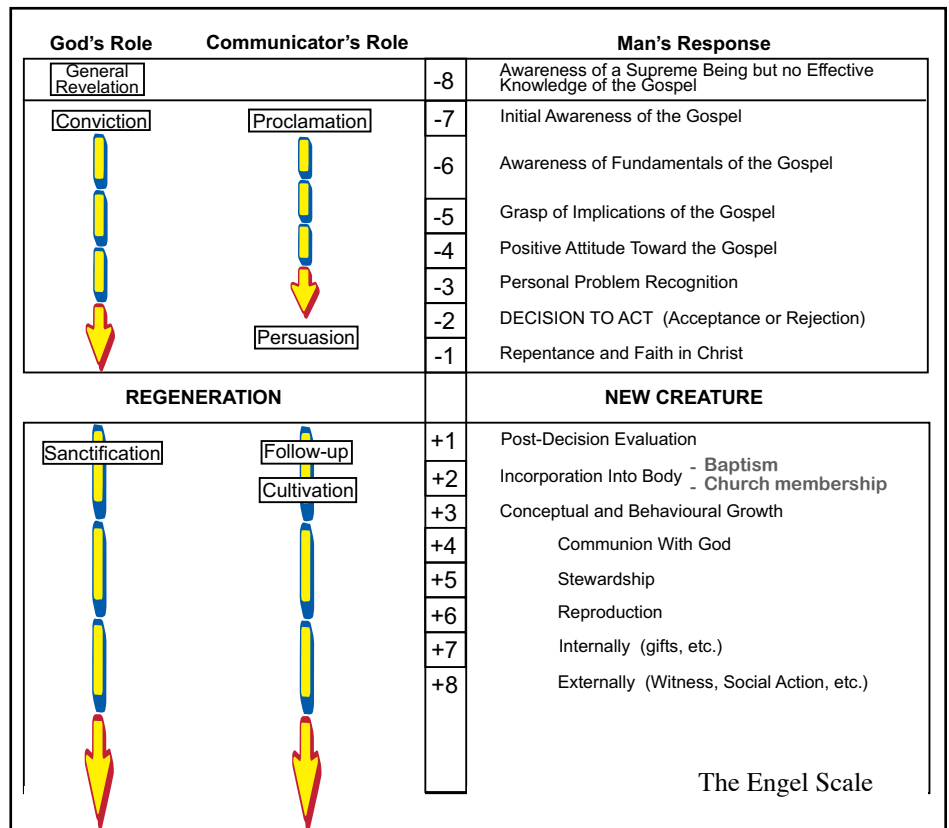 God's Role Communicator's Role Man's Response
General
Revelation
-8
Awareness of a Supreme Being but no Effective
Knowledge of the Gospel
Conviction Proclamation -7 Initial Awareness of the Gospel
-6 Awareness of Fundamentals of the Gospel
-5 Grasp of Implications of the Gospel
-4 Positive Attitude Toward the Gospel
-3 Personal Problem Recognition
-2 DECISION TO ACT (Acceptance or Rejection)
Persuasion
-1 Repentance and Faith in Christ
REGENERATION NEW CREATURE
Sanctification Follow-up +1 Post-Decision Evaluation
Cultivation +2 Incorporation Into Body - Baptism
- Church membership
+3 Conceptual and Behavioural Growth
+4 Communion With God
+5 Stewardship
+6 Reproduction
+7 Internally (gifts, etc.)
+8 Externally (Witness, Social Action, etc.)
The Engel Scale